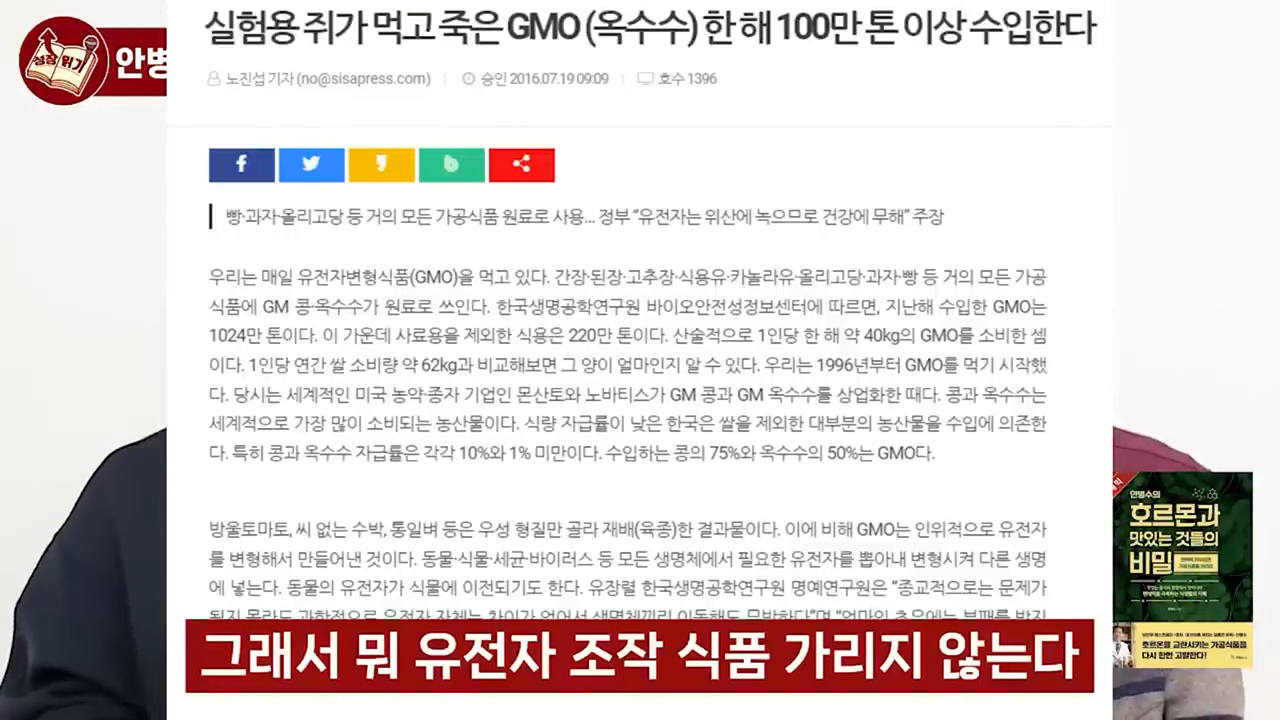 실험용 쥐가 먹고 죽은 GMO (옥수수) 한 해 100만 톤 이상 수입한다
성장 읽기
안병
노진섭 기자 (no@sisapress.com)
승인 2016.07.19 09:09
호수 1396
빵·과자·올리고당 등 거의 모든 가공식품 원료로 사용... 정부 “유전자는 위산에 녹으므로 건강에 무해” 주장
우리는 매일 유전자변형식품(GMO)을 먹고 있다. 간장·된장·고추장·식용유·카놀라유·올리고당·과자·빵 등 거의 모든 가공
식품에 GM 콩·옥수수가 원료로 쓰인다. 한국생명공학연구원 바이오안전성정보센터에 따르면, 지난해 수입한 GMO는
1024만 톤이다. 이 가운데 사료용을 제외한 식용은 220만 톤이다. 산술적으로 1인당 한 해 약 40kg의 GMO를 소비한 셈
이다. 1인당 연간 쌀 소비량 약 62kg과 비교해보면 그 양이 얼마인지 알 수 있다. 우리는 1996년부터 GMO를 먹기 시작했
다. 당시는 세계적인 미국 농약·종자 기업인 몬산토와 노바티스가 GM 콩과 GM 옥수수를 상업화한 때다. 콩과 옥수수는
세계적으로 가장 많이 소비되는 농산물이다. 식량 자급률이 낮은 한국은 쌀을 제외한 대부분의 농산물을 수입에 의존한
다. 특히 콩과 옥수수 자급률은 각각 10%와 1% 미만이다. 수입하는 콩의 75%와 옥수수의 50%는 GMO다.
방울토마토, 씨 없는 수박, 통일벼 등은 우성 형질만 골라 재배(육종)한 결과물이다. 이에 비해 GMO는 인위적으로 유전자
를 변형해서 만들어낸 것이다. 동물·식물·세균·바이러스 등 모든 생명체에서 필요한 유전자를 뽑아내 변형시켜 다른 생명
에 넣는다. 동물의 유전자가 식물에 이전되기도 한다. 유장렬 한국생명공학연구원 명예연구원은 “종교적으로는 문제가
그래서 뭐 유전자 조작 식품 가리지 않는다
안병수의
호르몬과
맛있는 것들의
비밀
호르몬을 교란시키는 가공식품을
다시 한번 고발한다!